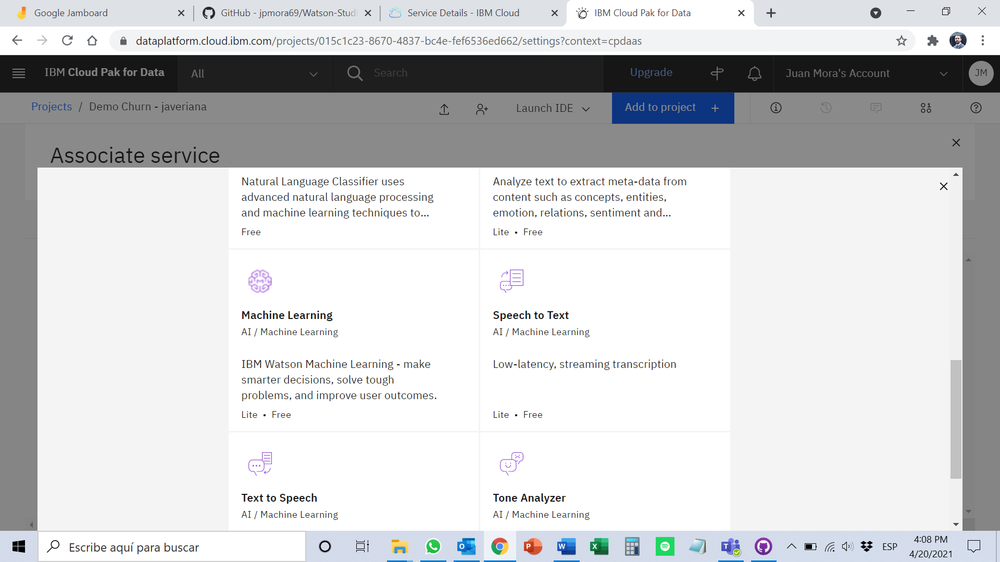 Google Jamboard
GitHub - jpmora69/Watson-Studi
Service Details - IBM Cloud
IBM Cloud Pak for Data
dataplatform.cloud.ibm.com/projects/015c1c23-8670-4837-bc4e-fef6536ed662/settings?context=cpdaas
IBM Cloud Pak for Data
All
Search
Upgrade
Juan Mora's Account
JM
Projects / Demo Churn - javeriana
Launch IDE
Add to project +
Associate service
Natural Language Classifier uses
advanced natural language processing
and machine learning techniques to...
Free
Analyze text to extract meta-data from
content such as concepts, entities,
emotion, relations, sentiment and...
Lite • Free
Machine Learning
AI / Machine Learning
IBM Watson Machine Learning - make
smarter decisions, solve tough
problems, and improve user outcomes.
Lite • Free
Speech to Text
AI / Machine Learning
Low-latency, streaming transcription
Lite • Free
Text to Speech
AI / Machine Learning
Tone Analyzer
AI / Machine Learning
Escribe aquí para buscar
ESP
4:08 PM
4/20/2021